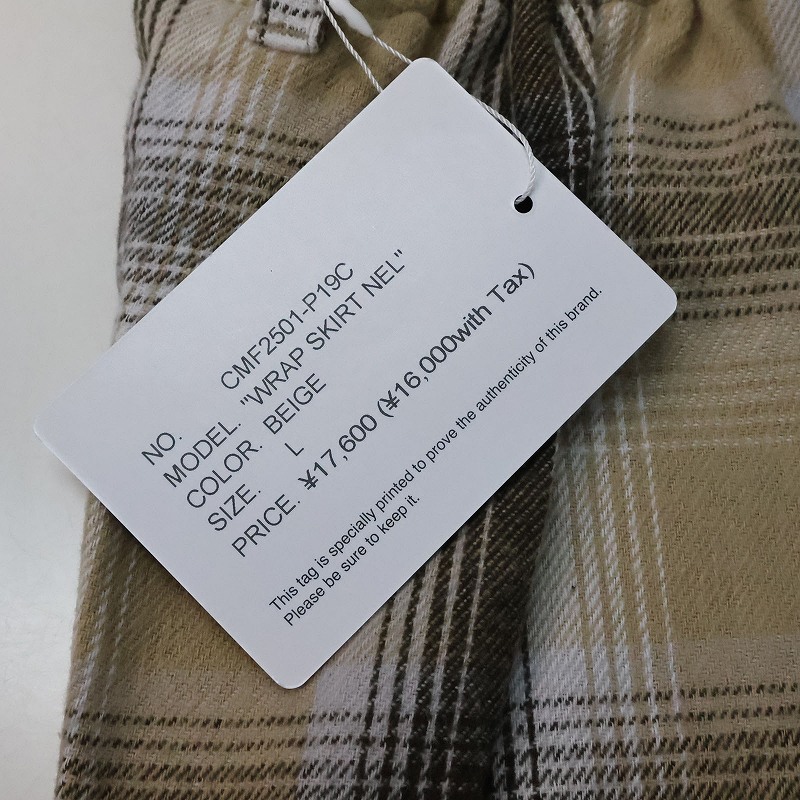 NO. CMF2501-P19C
MODEL. "WRAP SKIRT NEL"
COLOR. BEIGE
SIZE. L
PRICE. ¥17,600 (¥16,000with Tax)
This tag is specially printed to prove the authenticity of this brand.
Please be sure to keep it.